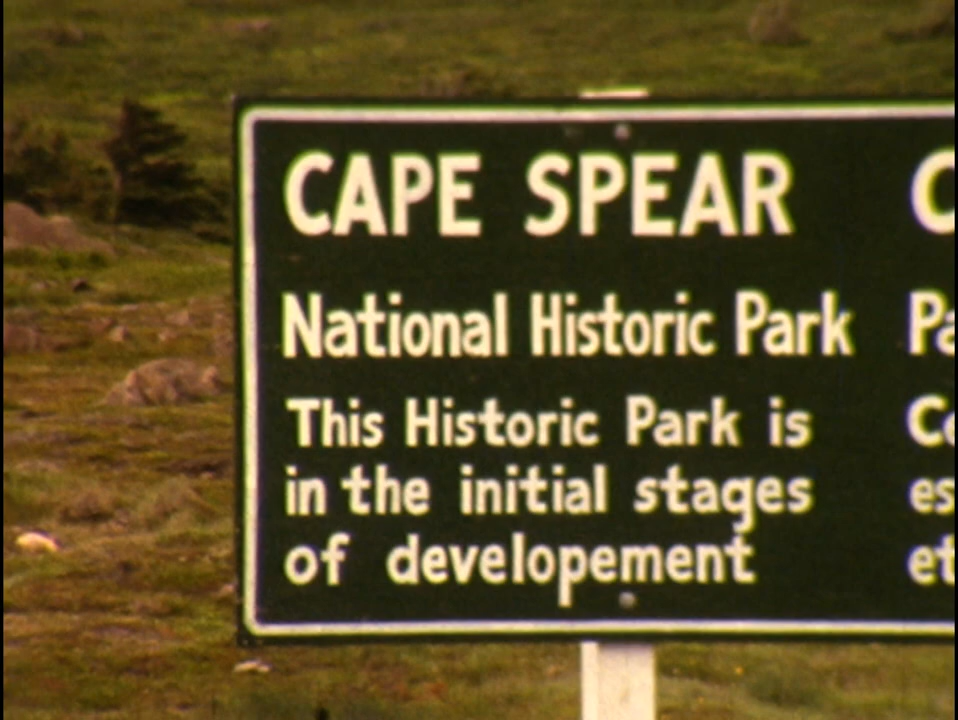 CAPE SPEAR
National Historic Park
This Historic Park is
in the initial stages
of developement